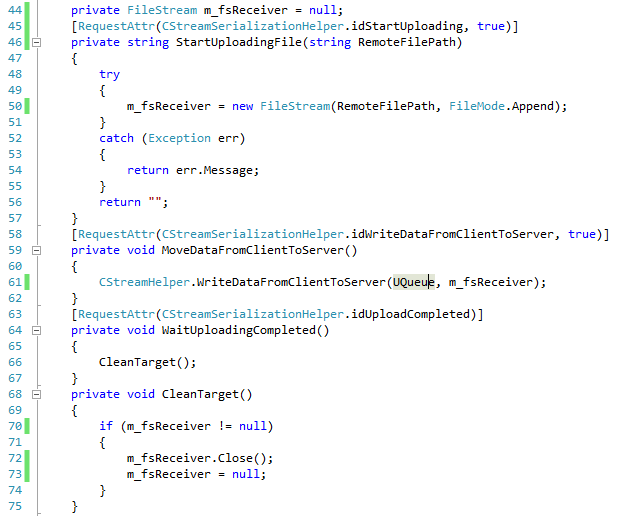 44 private FileStream m_fsReceiver = null;
45 [RequestAttr(CStreamSerializationHelper.idStartUploading, true)]
46 private string StartUploadingFile(string RemoteFilePath)
47 {
48 try
49 {
50 m_fsReceiver = new FileStream(RemoteFilePath, FileMode.Append);
51 }
52 catch (Exception err)
53 {
54 return err.Message;
55 }
56 return "";
57 }
58 [RequestAttr(CStreamSerializationHelper.idWriteDataFromClientToServer, true)]
59 private void MoveDataFromClientToServer()
60 {
61 CStreamHelper.WriteDataFromClientToServer(UQueue, m_fsReceiver);
62 }
63 [RequestAttr(CStreamSerializationHelper.idUploadCompleted)]
64 private void WaitUploadingCompleted()
65 {
66 CleanTarget();
67 }
68 private void CleanTarget()
69 {
70 if (m_fsReceiver != null)
71 {
72 m_fsReceiver.Close();
73 m_fsReceiver = null;
74 }
75 }